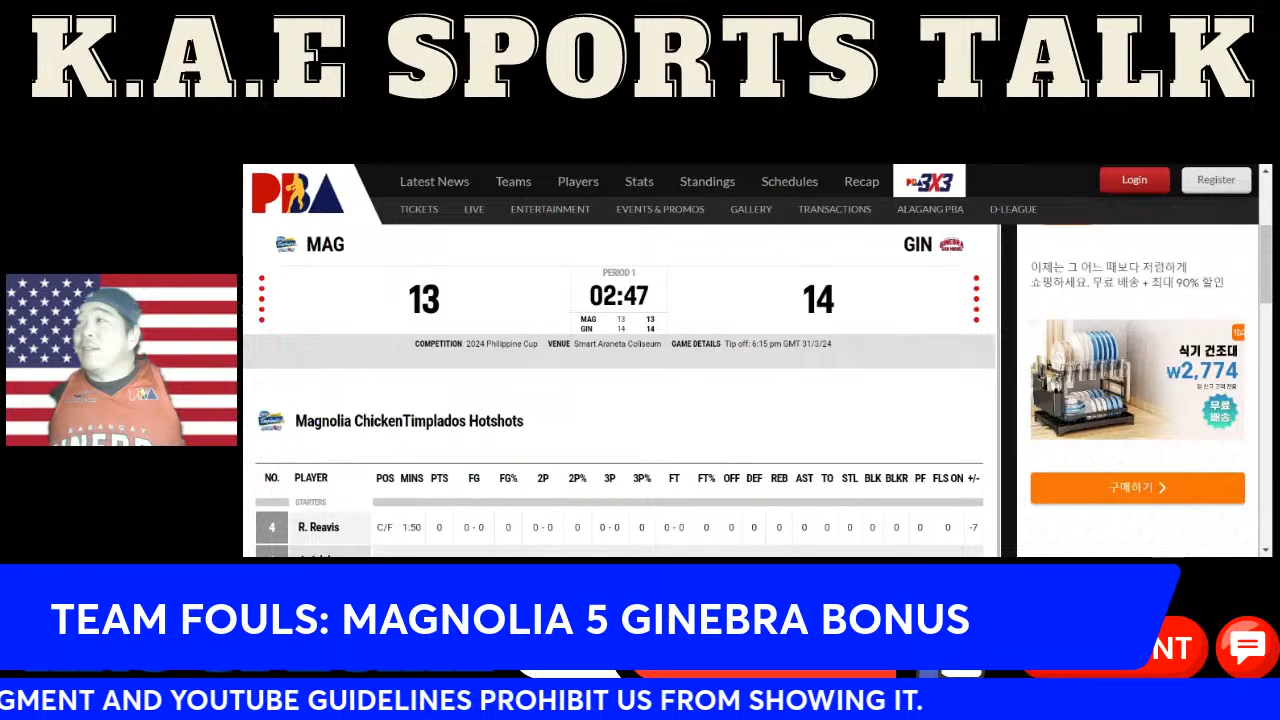 K.A.E SPORTS TALK
PBA
Latest News Teams Players Stats Standings Schedules Recap 3X3 Login Register
TICKETS LIVE ENTERTAINMENT EVENTS & PROMOS GALLERY TRANSACTIONS ALAGANG PBA D-LEAGUE
MAG GIN
PERIOD 1
13 02:47 14
MAG 13 13
GIN 14 14
COMPETITION 2024 Philippine Cup VENUE Smart Araneta Coliseum GAME DETAILS Tip off: 6:15 pm GMT 31/3/24
Magnolia ChickenTimplados Hotshots
NO. PLAYER POS MINS PTS FG FG% 2P 2P% 3P 3P% FT FT% OFF DEF REB AST TO STL BLK BLKR PF FLS ON +/-
STARTERS
4 R. Reavis C/F 1:50 0 0 - 0 0 0 - 0 0 0 - 0 0 0 - 0 0 0 0 0 0 0 0 0 0 0 0 -7
이제는 그 어느 때보다 저렴하게
쇼핑하세요. 무료 배송 + 최대 90% 할인
식기 건조대
₩2,774
무료
배송
구매하기
BARANGAY
TEAM FOULS: MAGNOLIA 5 GINEBRA BONUS
NT
GMENT AND YOUTUBE GUIDELINES PROHIBIT US FROM SHOWING IT.